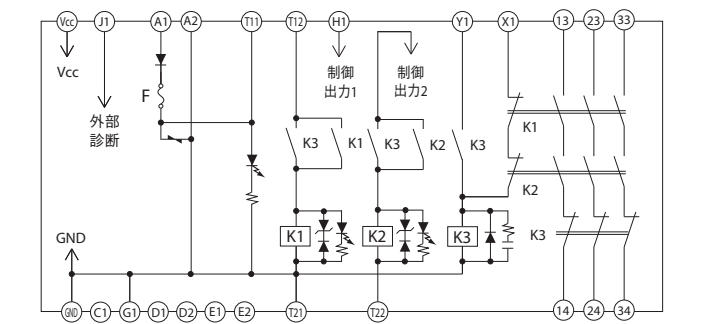 Vcc J1 A1 A2 T11 T12 H1 Y1 X1 13 23 33
Vcc
制御
出力1
制御
出力2
F
外部
診断
K3 K1 K3 K2 K3
K1
K2
K1 K2 K3
K3
GND
GND C1 G1 D1 D2 E1 E2 T21 T22 14 24 34